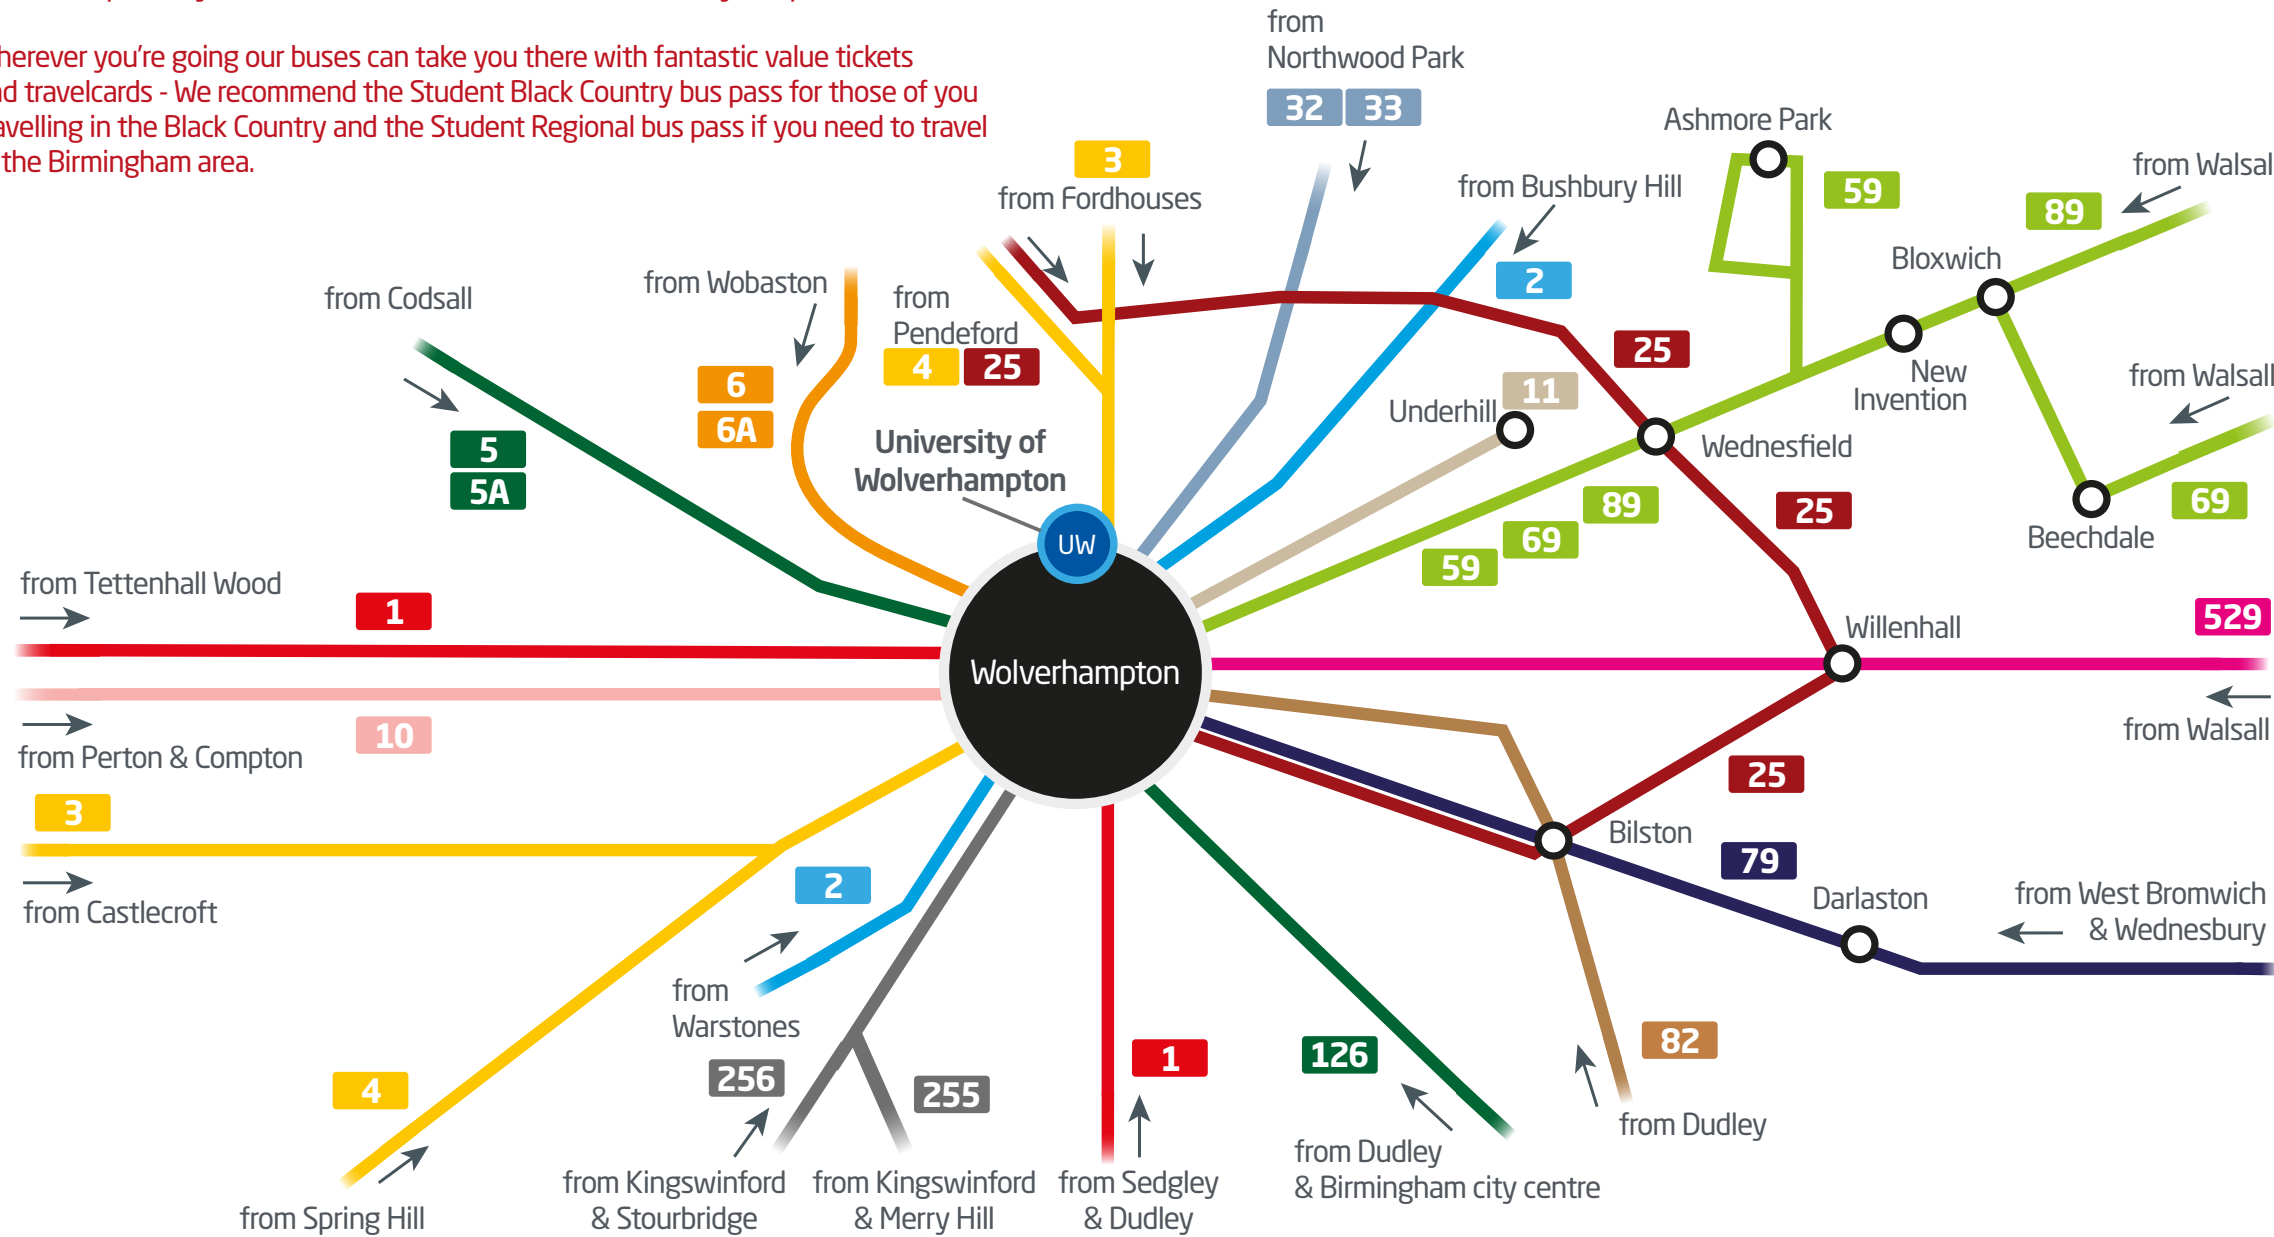 herever you're going our buses can take you there with fantastic value tickets
d travelcards - We recommend the Student Black Country bus pass for those of you
avelling in the Black Country and the Student Regional bus pass if you need to travel
the Birmingham area.
from
Northwood Park
32 33
Ashmore Park
59
from Walsal
89
3
from Fordhouses
from Bushbury Hill
2
Bloxwich
from Codsall
from Wobaston
from
Pendeford
4 25
25
New
Invention
from Walsall
6
6A
11
Underhill
University of
Wolverhampton
Wednesfield
5
5A
UW
89
69
59
25
69
Beechdale
from Tettenhall Wood
1
Willenhall
529
Wolverhampton
10
from Perton & Compton
from Walsall
25
3
from Castlecroft
Bilston
79
2
Darlaston
from West Bromwich
& Wednesbury
from
Warstones
4
256
255
1
126
82
from Dudley
from Dudley
& Birmingham city centre
from Kingswinford
& Stourbridge
from Kingswinford
& Merry Hill
from Sedgley
& Dudley
from Spring Hill